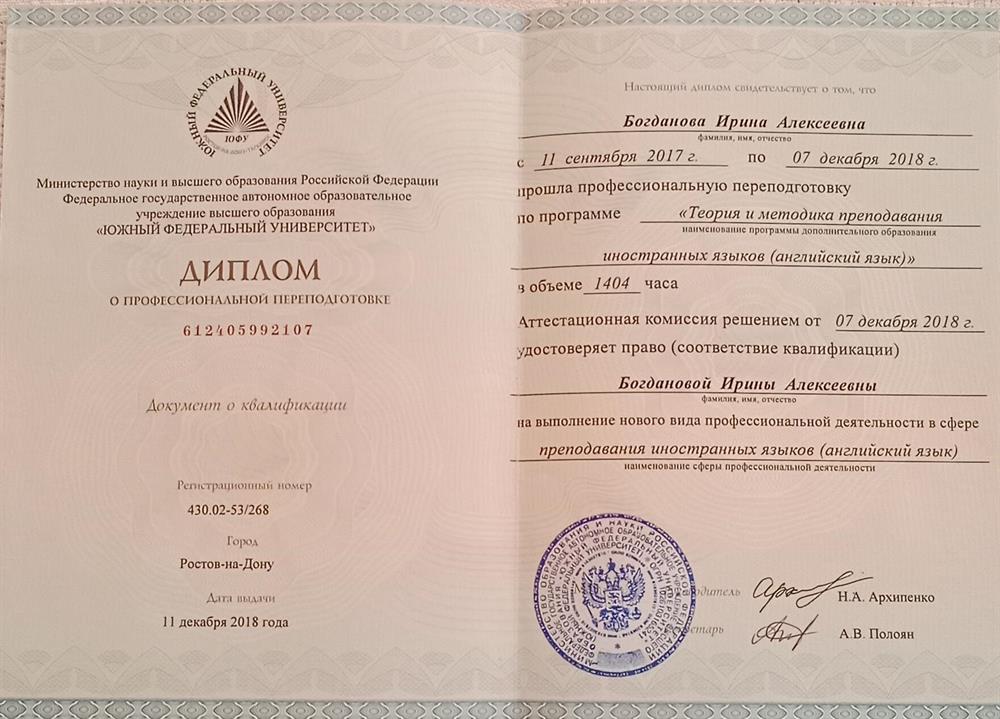 ЮЖНЫЙ ФЕДЕРАЛЬНЫЙ УНИВЕРСИТЕТ
ЮФУ
Министерство науки и высшего образования Российской Федерации
Федеральное государственное автономное образовательное
учреждение высшего образования
«ЮЖНЫЙ ФЕДЕРАЛЬНЫЙ УНИВЕРСИТЕТ»
ДИПЛОМ
О ПРОФЕССИОНАЛЬНОЙ ПЕРЕПОДГОТОВКЕ
612405992107
Документ о квалификации
Регистрационный номер
430.02-53/268
Город
Ростов-на-Дону
Дата выдачи
11 декабря 2018 года
Настоящий диплом свидетельствует о том, что
Богданова Ирина Алексеевна
фамилия, имя, отчество
с 11 сентября 2017 г. по 07 декабря 2018 г.
прошла профессиональную переподготовку
по программе «Теория и методика преподавания
наименование программы дополнительного образования
иностранных языков (английский язык)»
в объеме 1404 часа
Аттестационная комиссия решением от 07 декабря 2018 г.
удостоверяет право (соответствие квалификации)
Богдановой Ирины Алексеевны
фамилия, имя, отчество
на выполнение нового вида профессиональной деятельности в сфере
преподавания иностранных языков (английский язык)
наименование сферы профессиональной деятельности
Н.А. Архипенко
А.В. Полоян